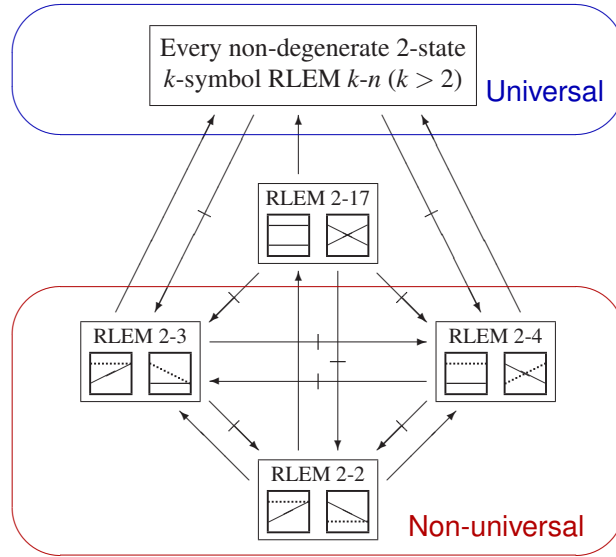 Every non-degenerate 2-state
k-symbol RLEM k-n (k > 2)
Universal
RLEM 2-17
RLEM 2-3
RLEM 2-4
RLEM 2-2
Non-universal